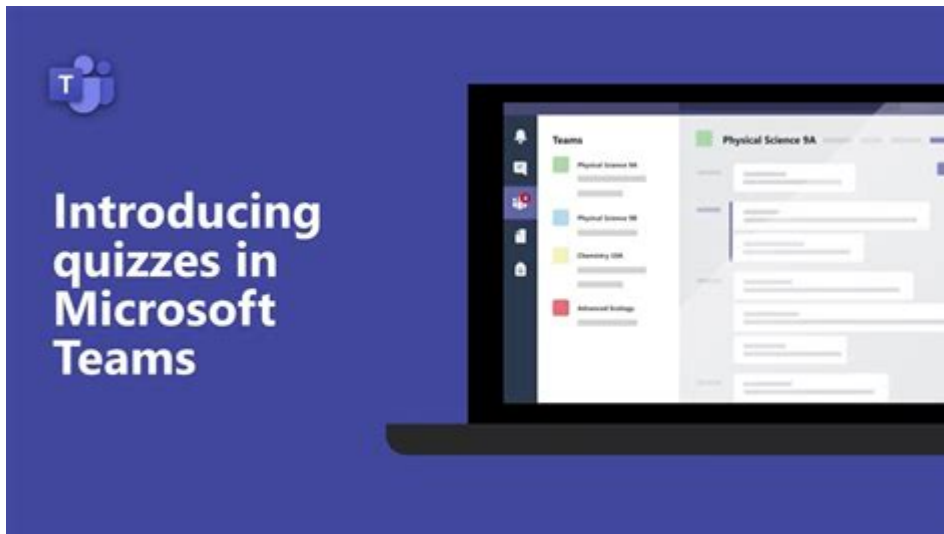 T
Introducing
quizzes in
Microsoft
Teams
Teams
Physical Science 9A
Physical Science 9B
Chemistry 10A
Advanced Ecology
Physical Science 9A